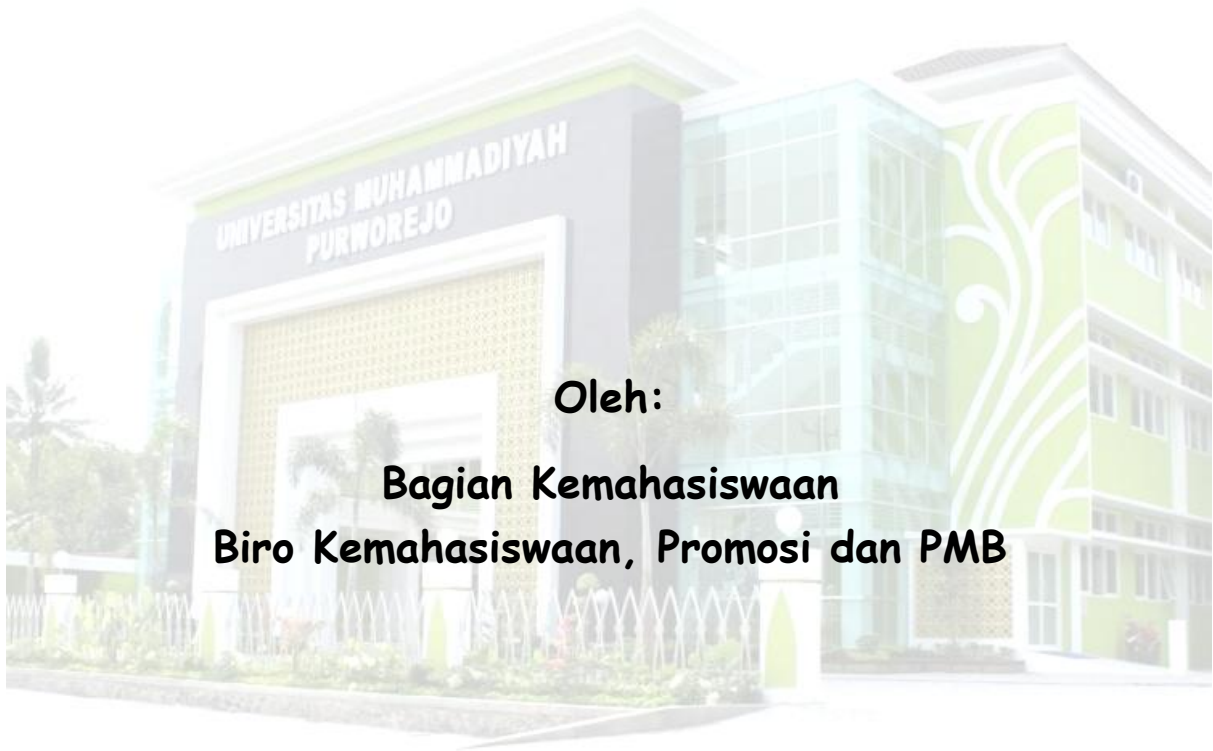 UNIVERSITAS MUHAMMADIYAH
PURWOREJO
Oleh:
Bagian Kemahasiswaan
Biro Kemahasiswaan, Promosi dan PMB